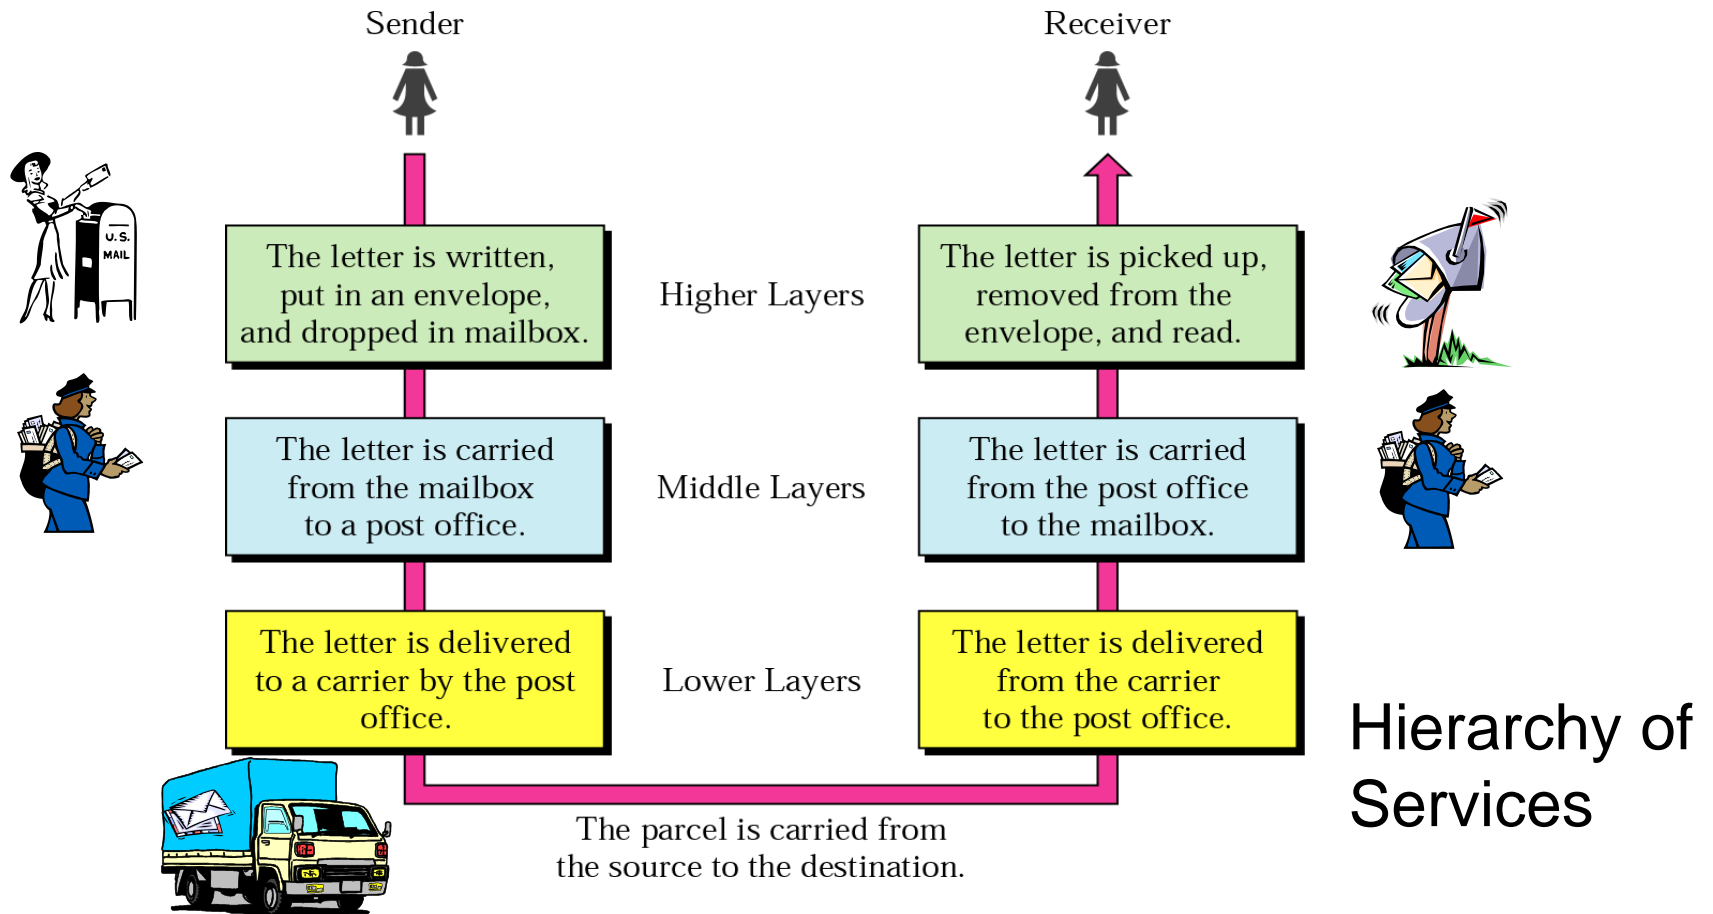 Sender
Receiver
U.S.
MAIL
The letter is written,
put in an envelope,
and dropped in mailbox.
Higher Layers
The letter is picked up,
removed from the
envelope, and read.
The letter is carried
from the mailbox
to a post office.
Middle Layers
The letter is carried
from the post office
to the mailbox.
The letter is delivered
to a carrier by the post
office.
Lower Layers
The letter is delivered
from the carrier
to the post office.
Hierarchy of
Services
The parcel is carried from
the source to the destination.